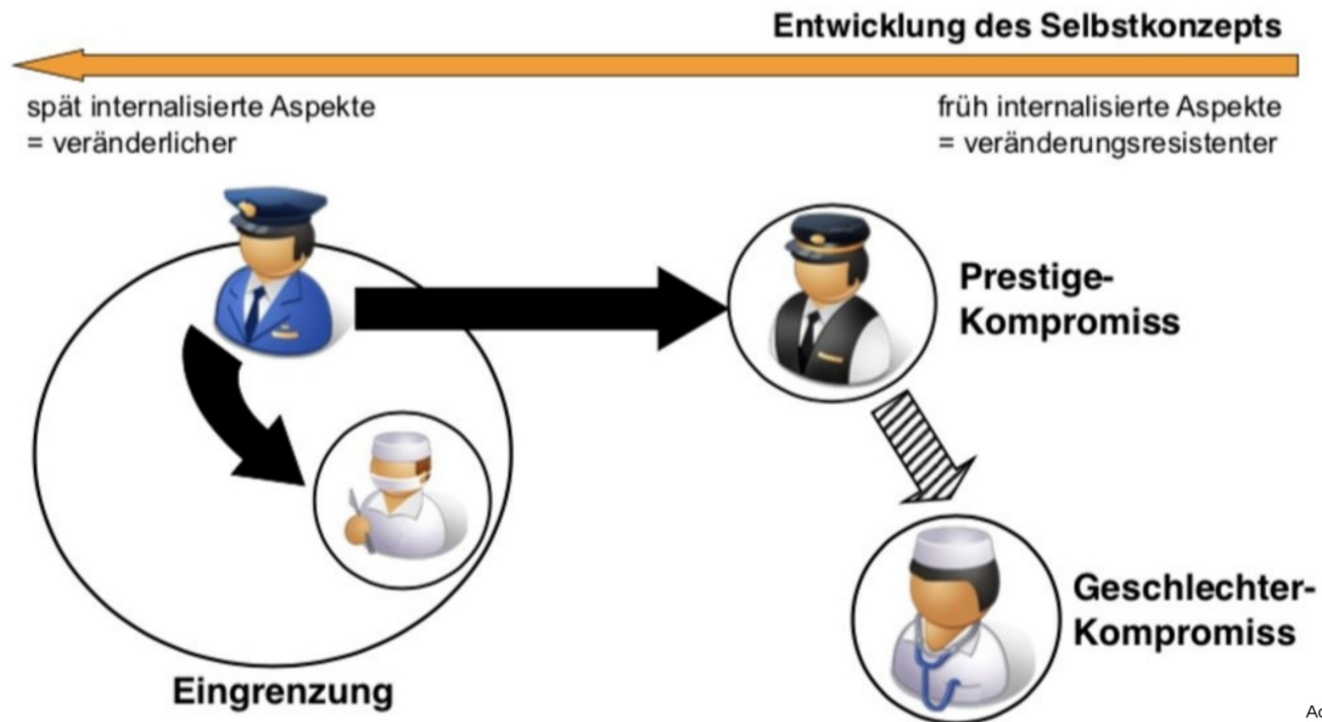 Entwicklung des Selbstkonzepts
spät internalisierte Aspekte
= veränderlicher
früh internalisierte Aspekte
= veränderungsresistenter
Prestige-
Kompromiss
Geschlechter-
Kompromiss
Eingrenzung